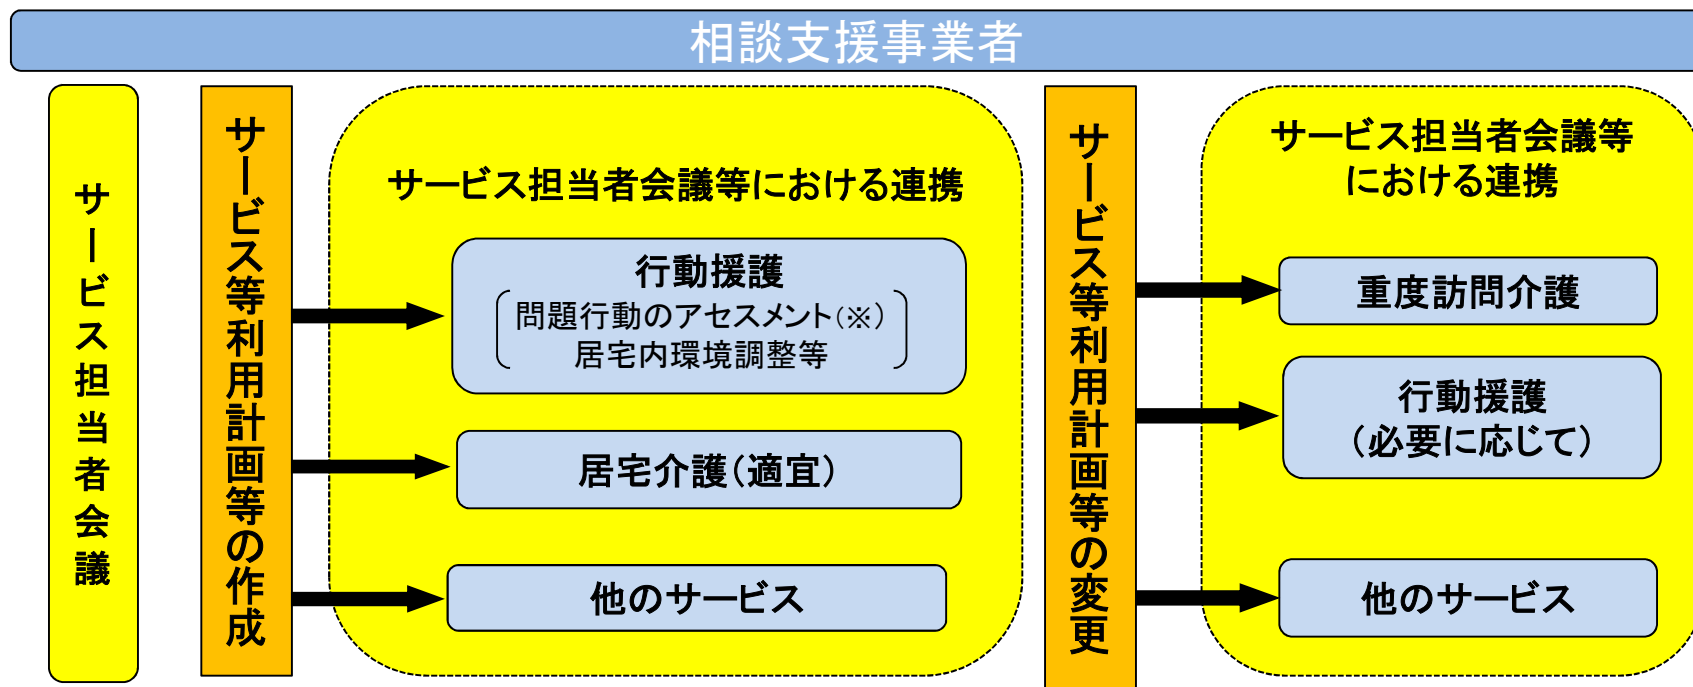 相談支援事業者
サービス担当者会議
サービス等利用計画等の作成
サービス担当者会議等における連携
行動援護
問題行動のアセスメント(※)
居宅内環境調整等
居宅介護(適宜)
他のサービス
サービス等利用計画等の変更
サービス担当者会議等
における連携
重度訪問介護
行動援護
(必要に応じて)
他のサービス